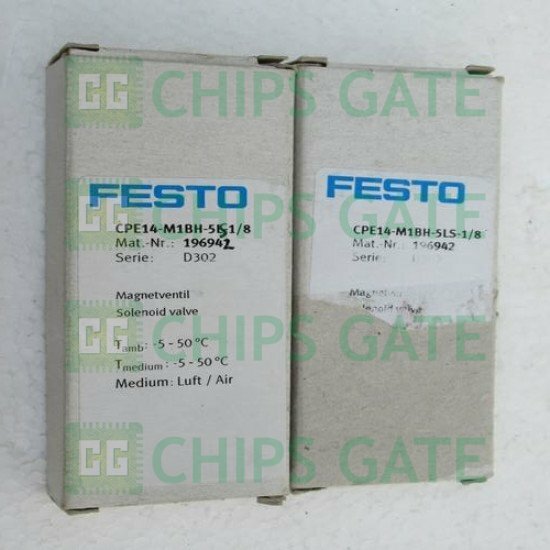 CHIPS GATE
FESTO
CPE14-M1BH-5LS-1/8
Mat.-Nr.: 196942
Serie: D302
Magnetventil
Solenoid valve
Tamb: -5 - 50 °C
Tmedium: -5 - 50 °C
Medium: Luft / Air
FESTO
CPE14-M1BH-5LS-1/8
Mat.-Nr.: 196942
Serie:
CHIPS GATE
CHIPS GATE
CHIPS GATE